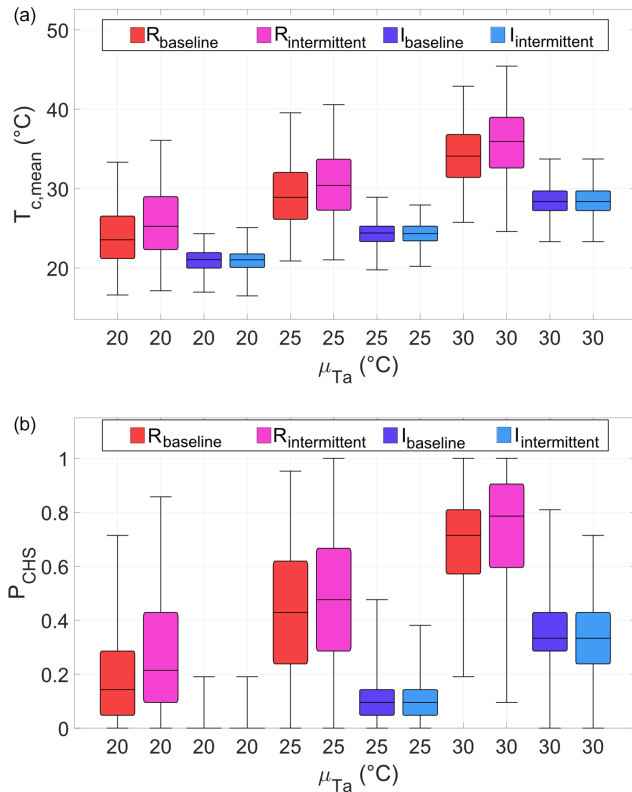 (a)
R_baseline R_intermittent I_baseline I_intermittent
50
40
30
20
T_c,mean (°C)
20 20 20 20 25 25 25 25 30 30 30 30
μ_Ta (°C)
(b)
R_baseline R_intermittent I_baseline I_intermittent
1
0.8
0.6
0.4
0.2
0
P_CHS
20 20 20 20 25 25 25 25 30 30 30 30
μ_Ta (°C)